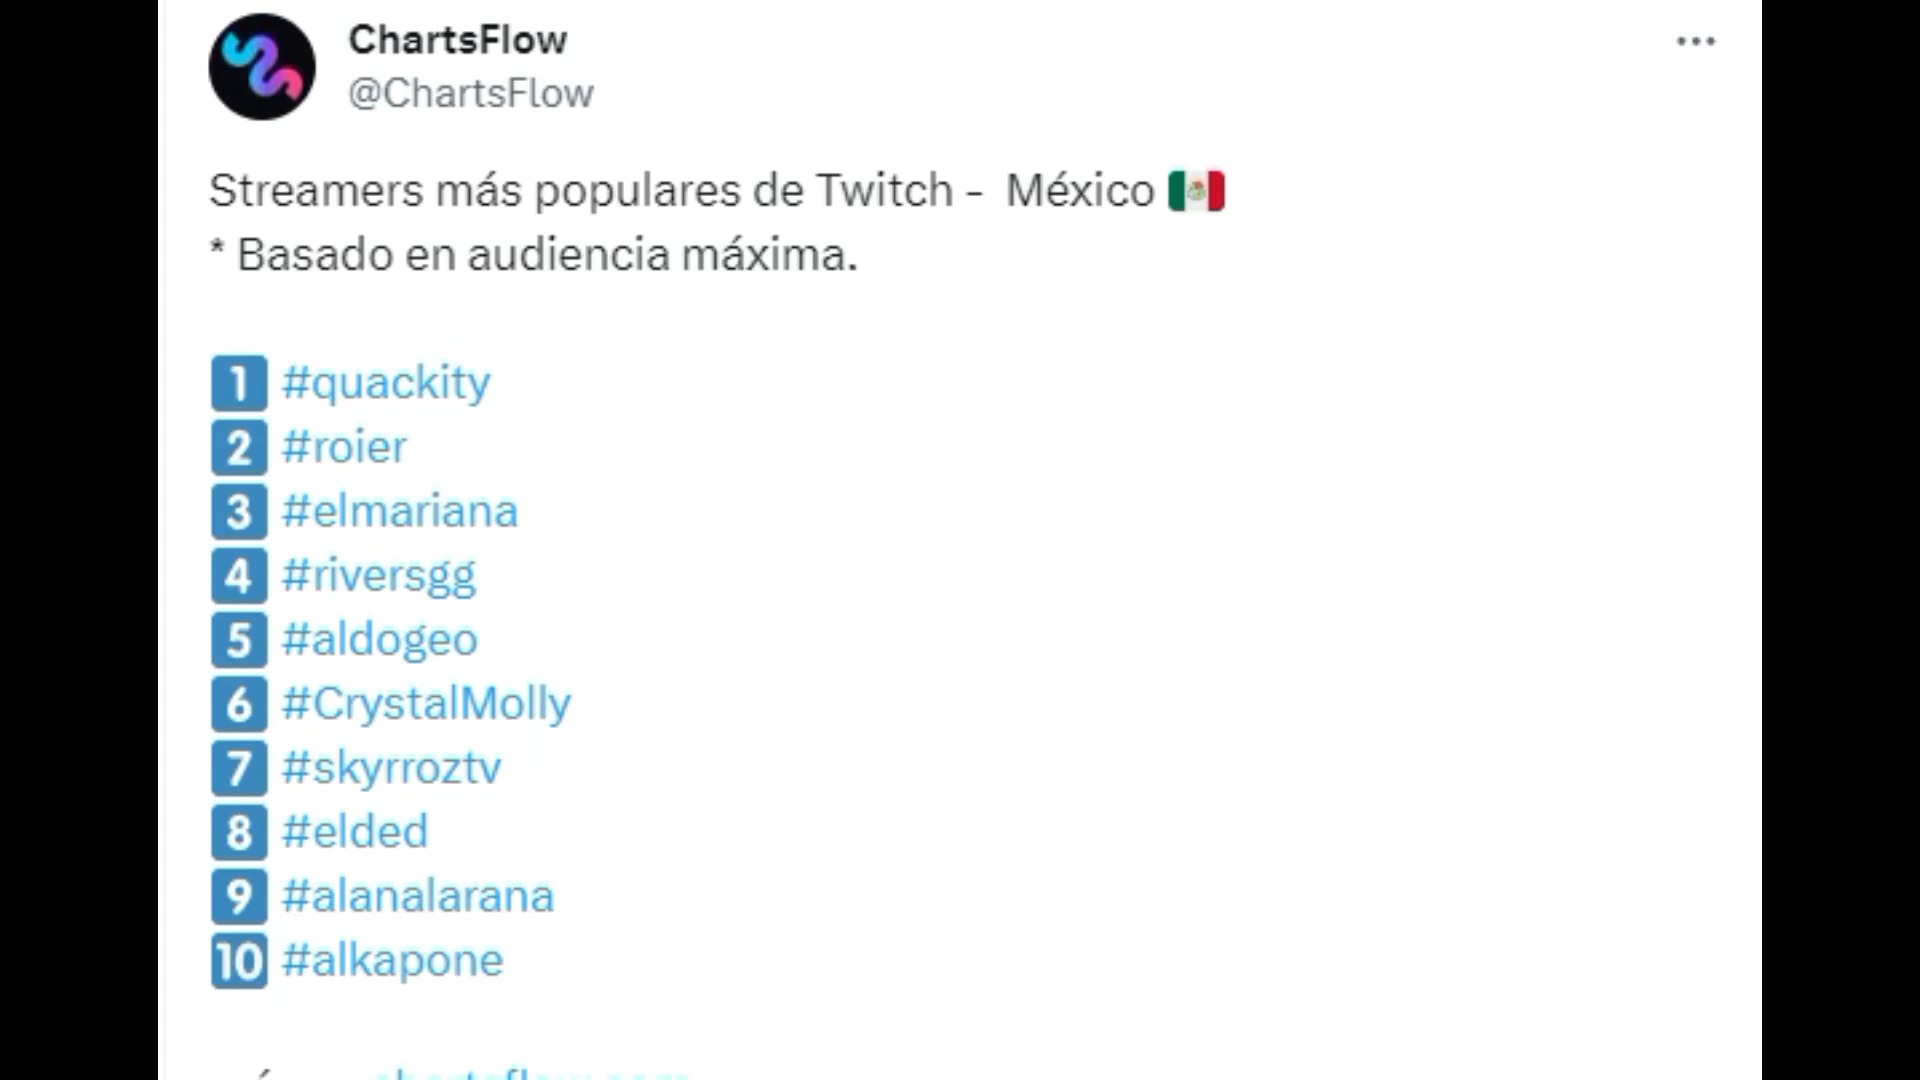 ChartsFlow
@ChartsFlow
Streamers más populares de Twitch - México
* Basado en audiencia máxima.
1 #quackity
2 #roier
3 #elmariana
4 #riversgg
5 #aldogeo
6 #CrystalMolly
7 #skyrroztv
8 #elded
9 #alanalarana
10 #alkapone